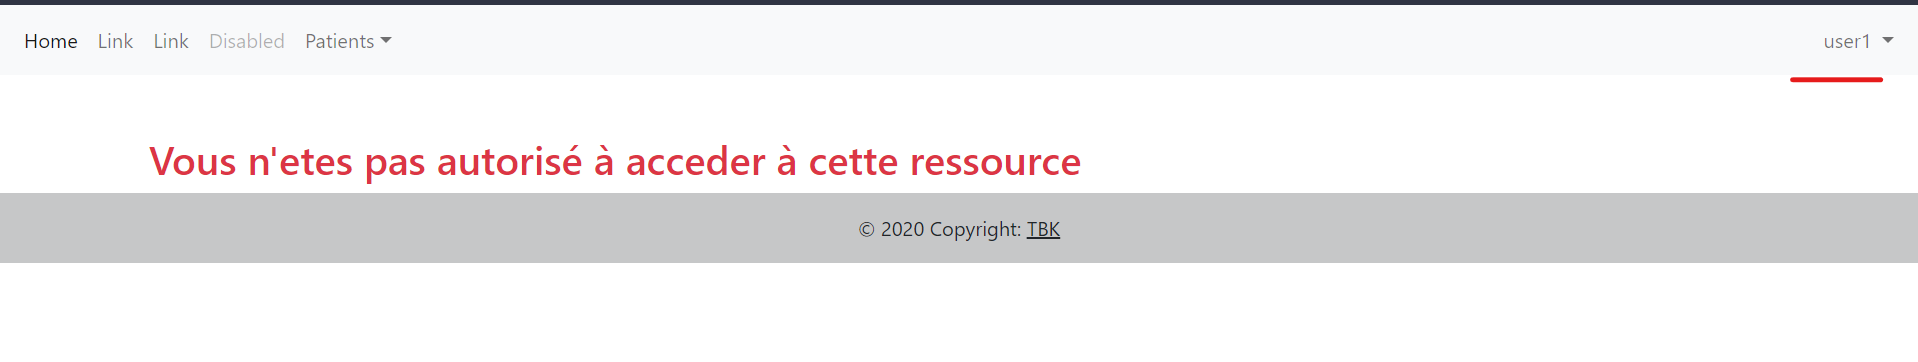 Home Link Link Disabled Patients user1
Vous n'etes pas autorisé à acceder à cette ressource
© 2020 Copyright: TBK